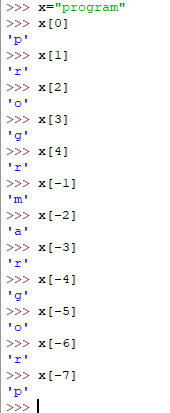 >>> x="program"
>>> x[0]
'p'
>>> x[1]
'r'
>>> x[2]
'o'
>>> x[3]
'g'
>>> x[4]
'r'
>>> x[-1]
'm'
>>> x[-2]
'a'
>>> x[-3]
'r'
>>> x[-4]
'g'
>>> x[-5]
'o'
>>> x[-6]
'r'
>>> x[-7]
'p'
>>>